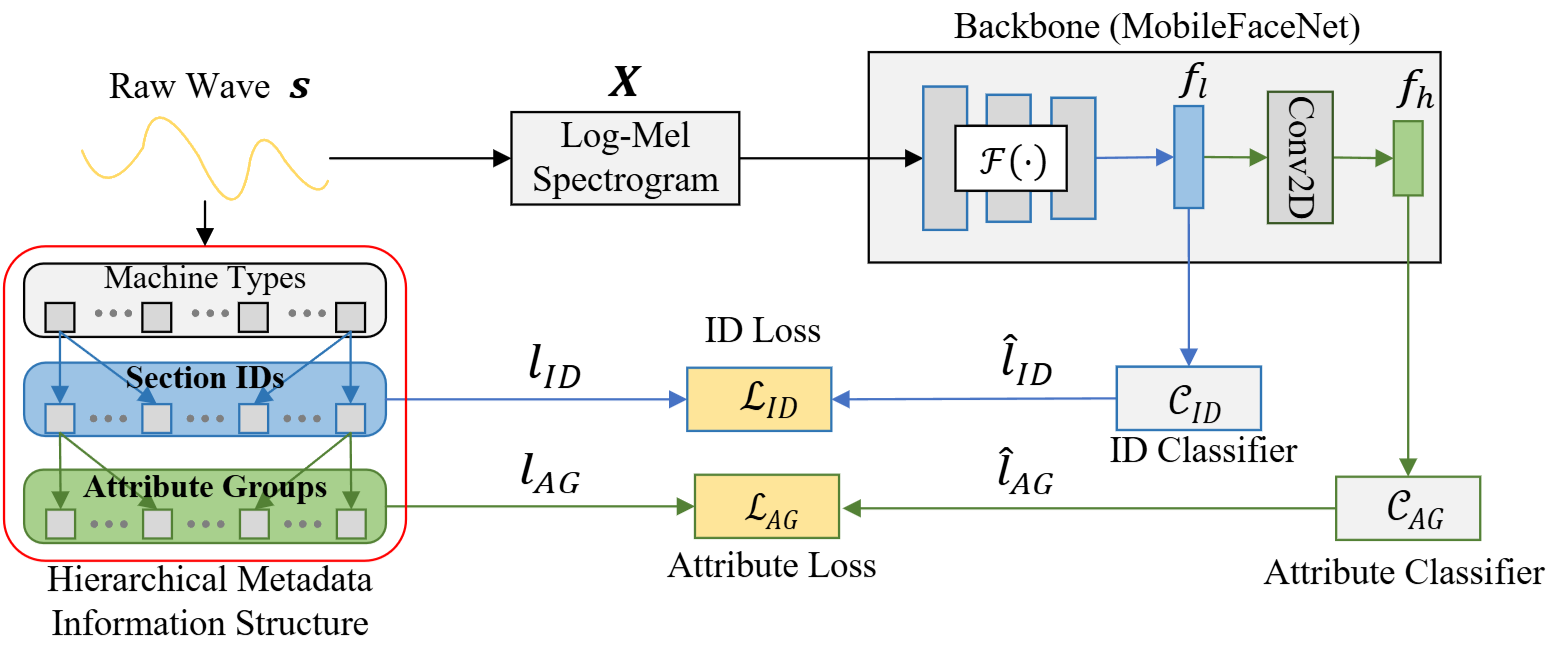 Backbone (MobileFaceNet)
Raw Wave s
X
Log-Mel
Spectrogram
ℱ(·)
f_l
Conv2D
f_h
Machine Types
Section IDs
Attribute Groups
Hierarchical Metadata
Information Structure
l_ID
ID Loss
ℒ_ID
l̂_ID
𝒞_ID
ID Classifier
l_AG
ℒ_AG
Attribute Loss
l̂_AG
𝒞_AG
Attribute Classifier